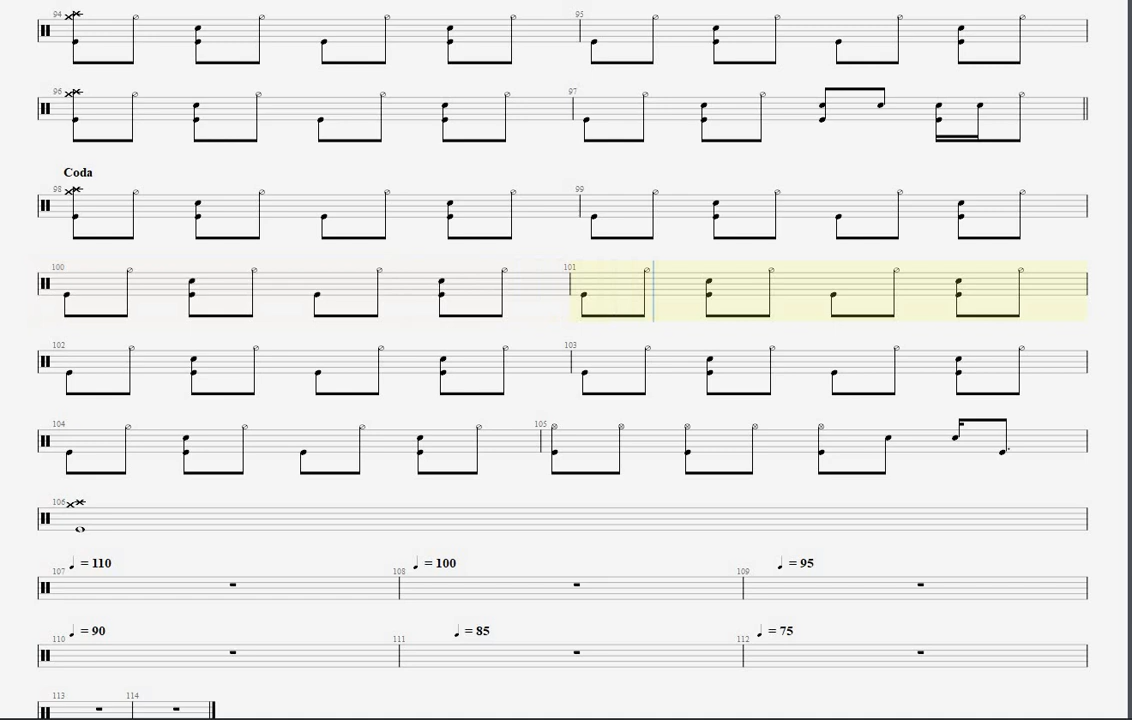 94 95
96 97
Coda
98 99
100 101
102 103
104 105
106
♩ = 110 ♩ = 100 ♩ = 95
107 108 109
♩ = 90 ♩ = 85 ♩ = 75
110 111 112
113 114